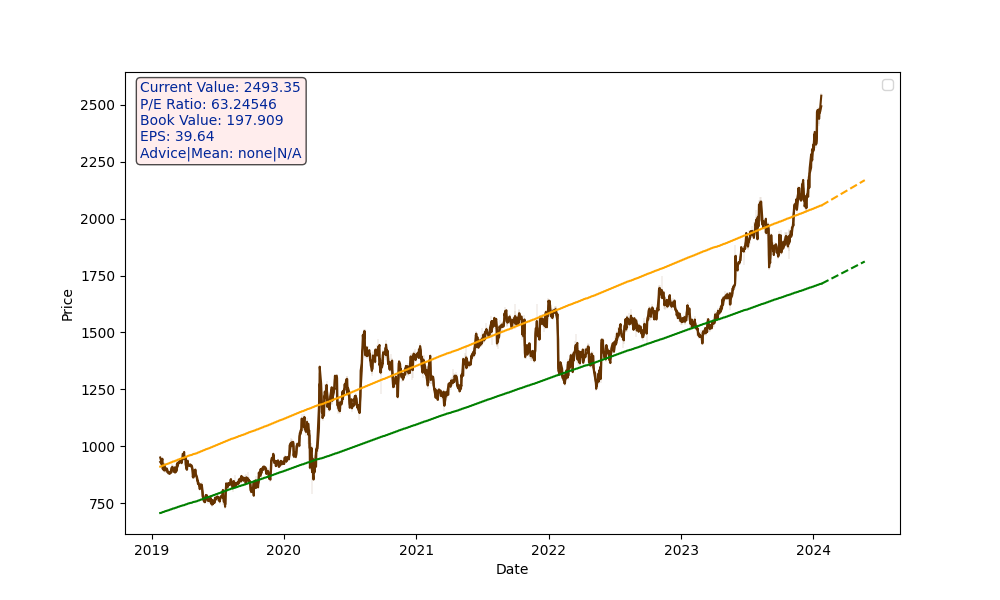 Current Value: 2493.35
P/E Ratio: 63.24546
Book Value: 197.909
EPS: 39.64
Advice|Mean: none|N/A
Price
2500
2250
2000
1750
1500
1250
1000
750
2019 2020 2021 2022 2023 2024
Date